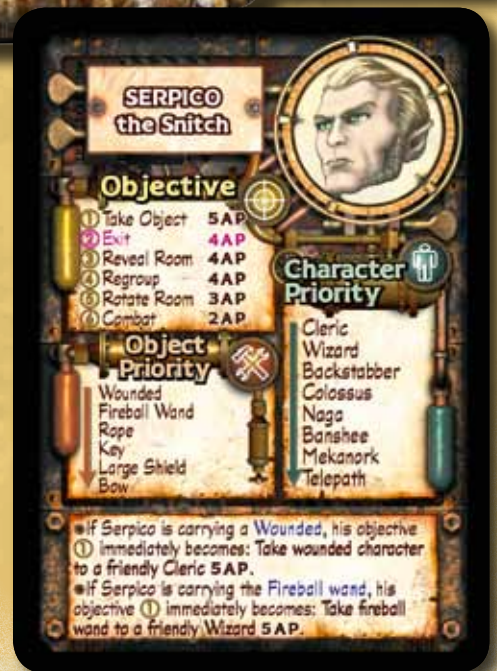 SERPICO
the Snitch
Objective
① Take Object 5AP
② Exit 4AP
③ Reveal Room 4AP
④ Regroup 4AP
⑤ Rotate Room 3AP
⑥ Combat 2AP
Object
Priority
Wounded
Fireball Wand
Rope
Key
Large Shield
Bow
Character
Priority
Cleric
Wizard
Backstabber
Colossus
Naga
Banshee
Mekanork
Telepath
●If Serpico is carrying a Wounded, his objective
① immediately becomes: Take wounded character
to a friendly Cleric 5AP.
●If Serpico is carrying the Fireball wand, his
objective ① immediately becomes: Take fireball
wand to a friendly Wizard 5AP.